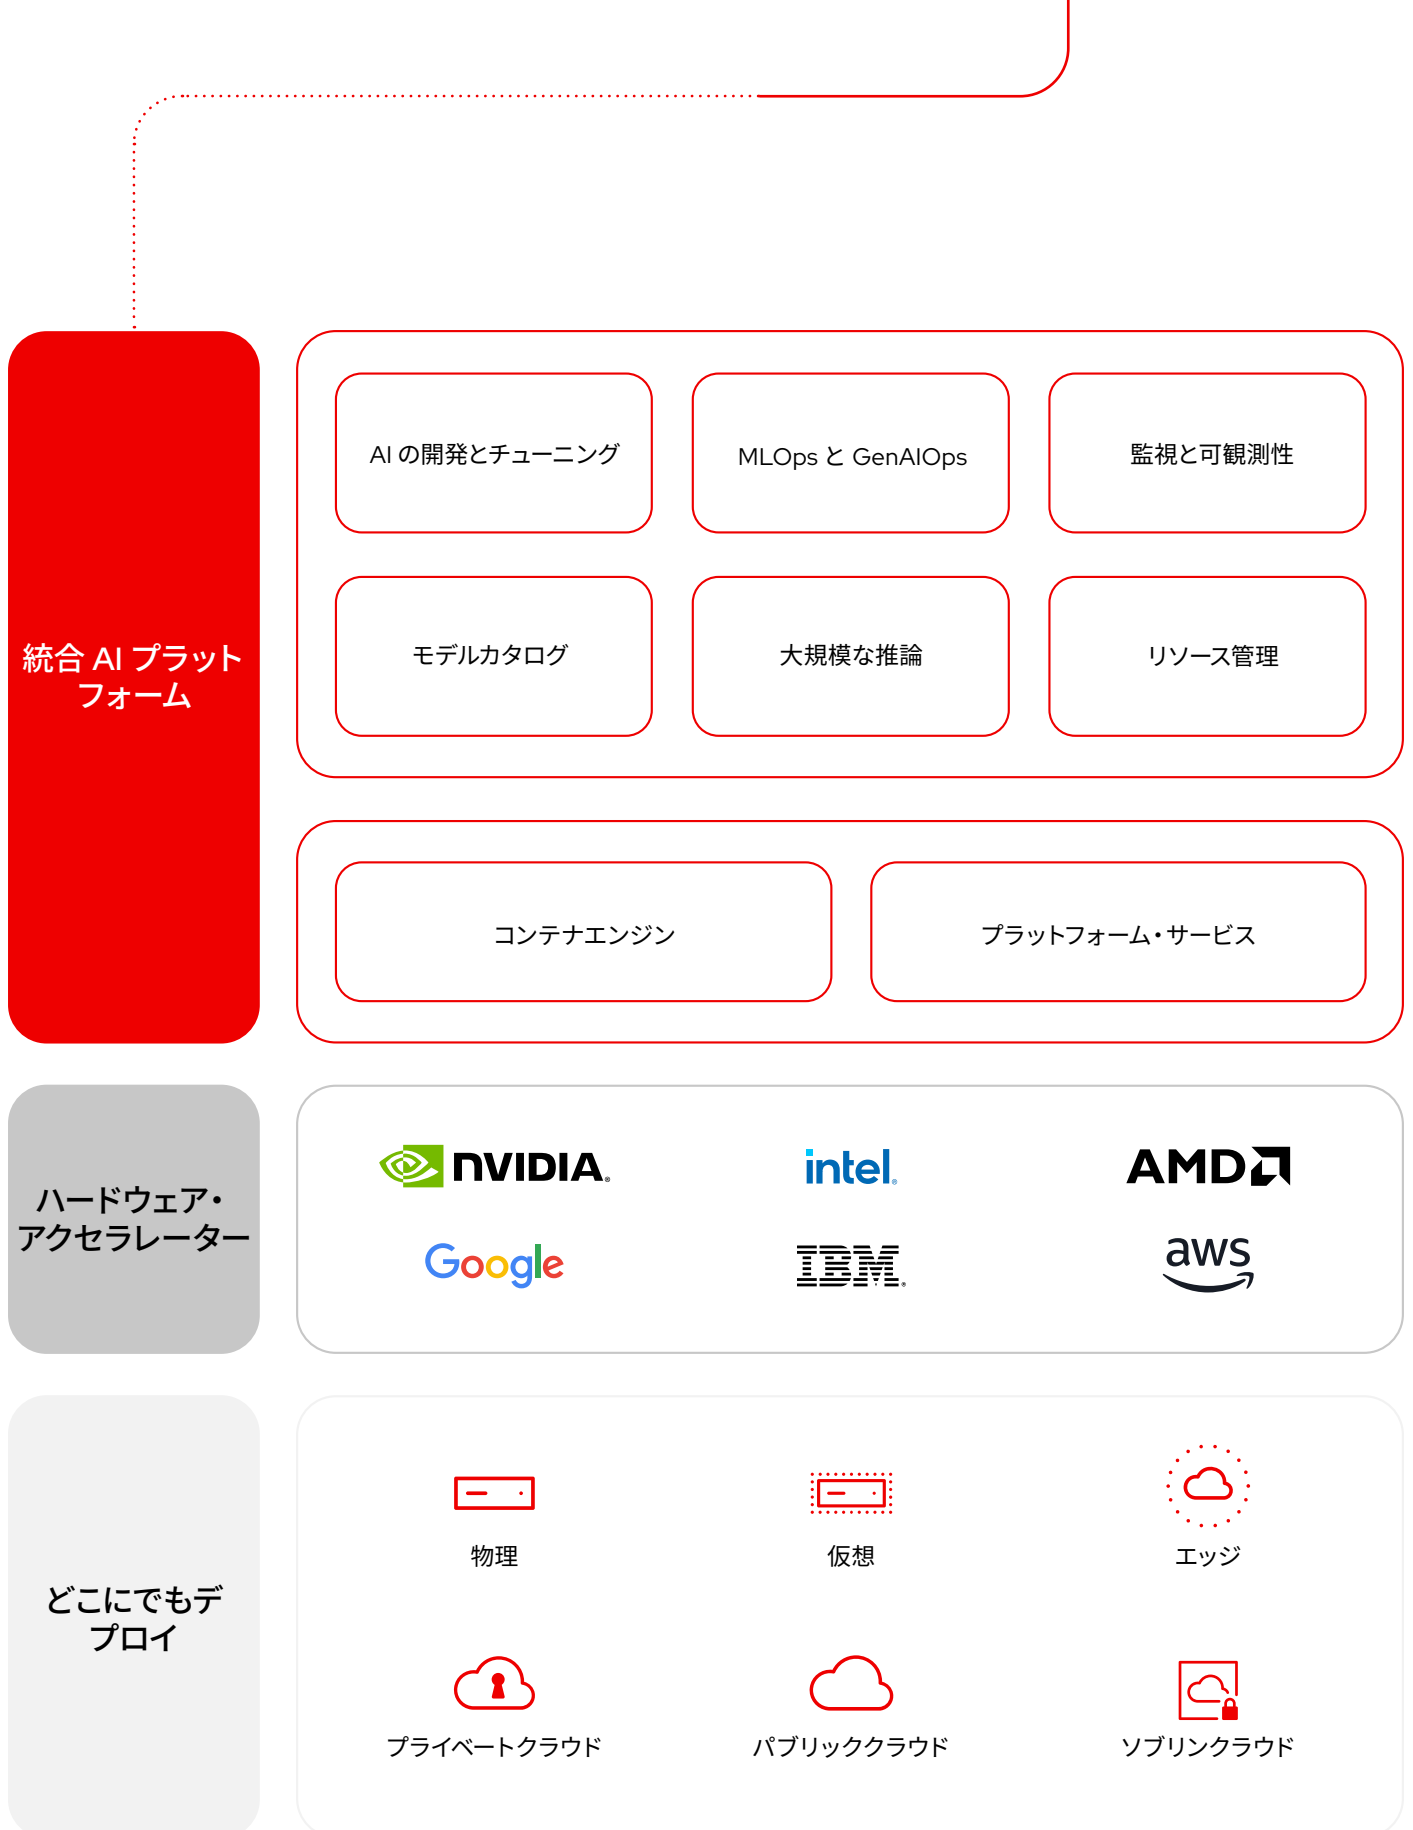 AI の開発とチューニング
MLOps と GenAIOps
監視と可観測性
統合 AI プラット
フォーム
モデルカタログ
大規模な推論
リソース管理
コンテナエンジン
プラットフォーム・サービス
ハードウェア・
アクセラレーター
NVIDIA®
intel®
AMD
Google
IBM®
aws
どこにでもデ
プロイ
物理
仮想
エッジ
プライベートクラウド
パブリッククラウド
ソブリンクラウド